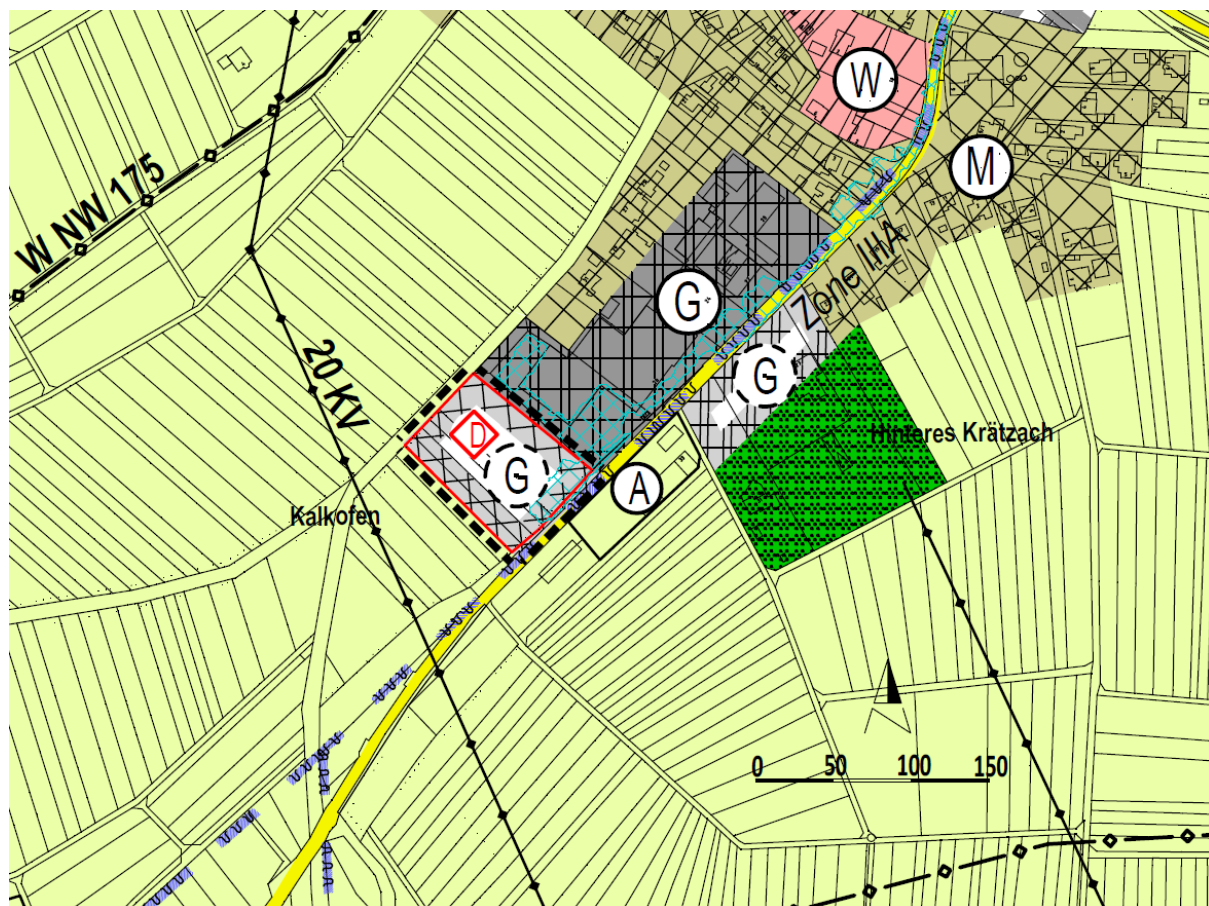 W
M
W NW 175
Zone IIIA
G
20 KV
G
D
G
Hinteres Krätzach
A
Kalkofen
0 50 100 150